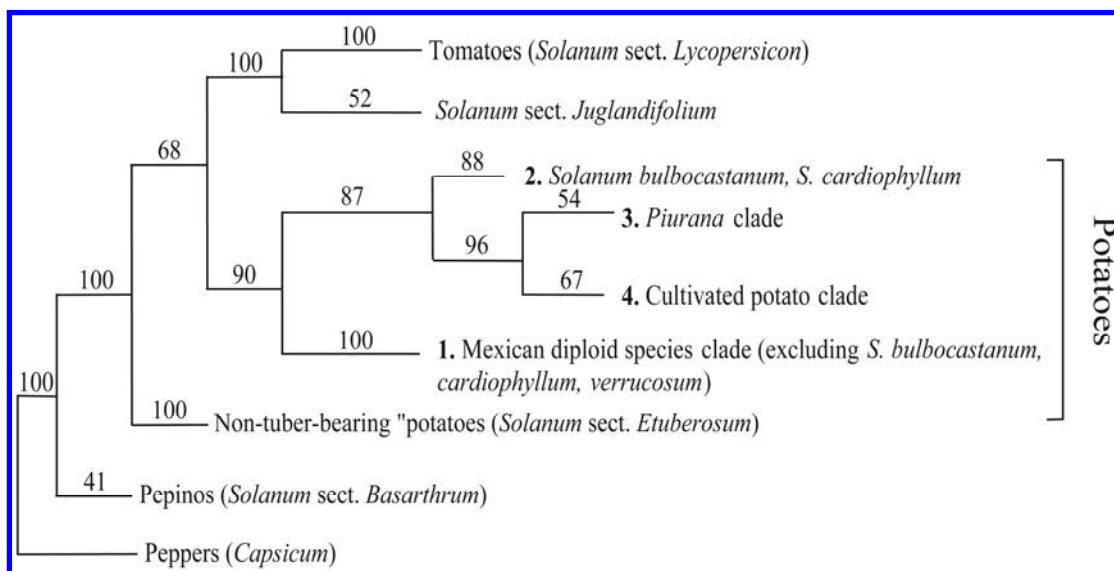 100
Tomatoes (Solanum sect. Lycopersicon)
100
52
Solanum sect. Juglandifolium
68
88
2. Solanum bulbocastanum, S. cardiophyllum
87
54
3. Piurana clade
96
67
4. Cultivated potato clade
90
100
100
1. Mexican diploid species clade (excluding S. bulbocastanum,
cardiophyllum, verrucosum)
100
100
Non-tuber-bearing "potatoes (Solanum sect. Etuberosum)
41
Pepinos (Solanum sect. Basarthrum)
Peppers (Capsicum)
Potatoes